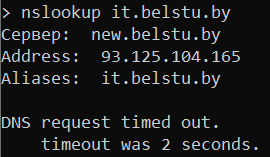 > nslookup it.belstu.by
Сервер:  new.belstu.by
Address:  93.125.104.165
Aliases:  it.belstu.by

DNS request timed out.
    timeout was 2 seconds.